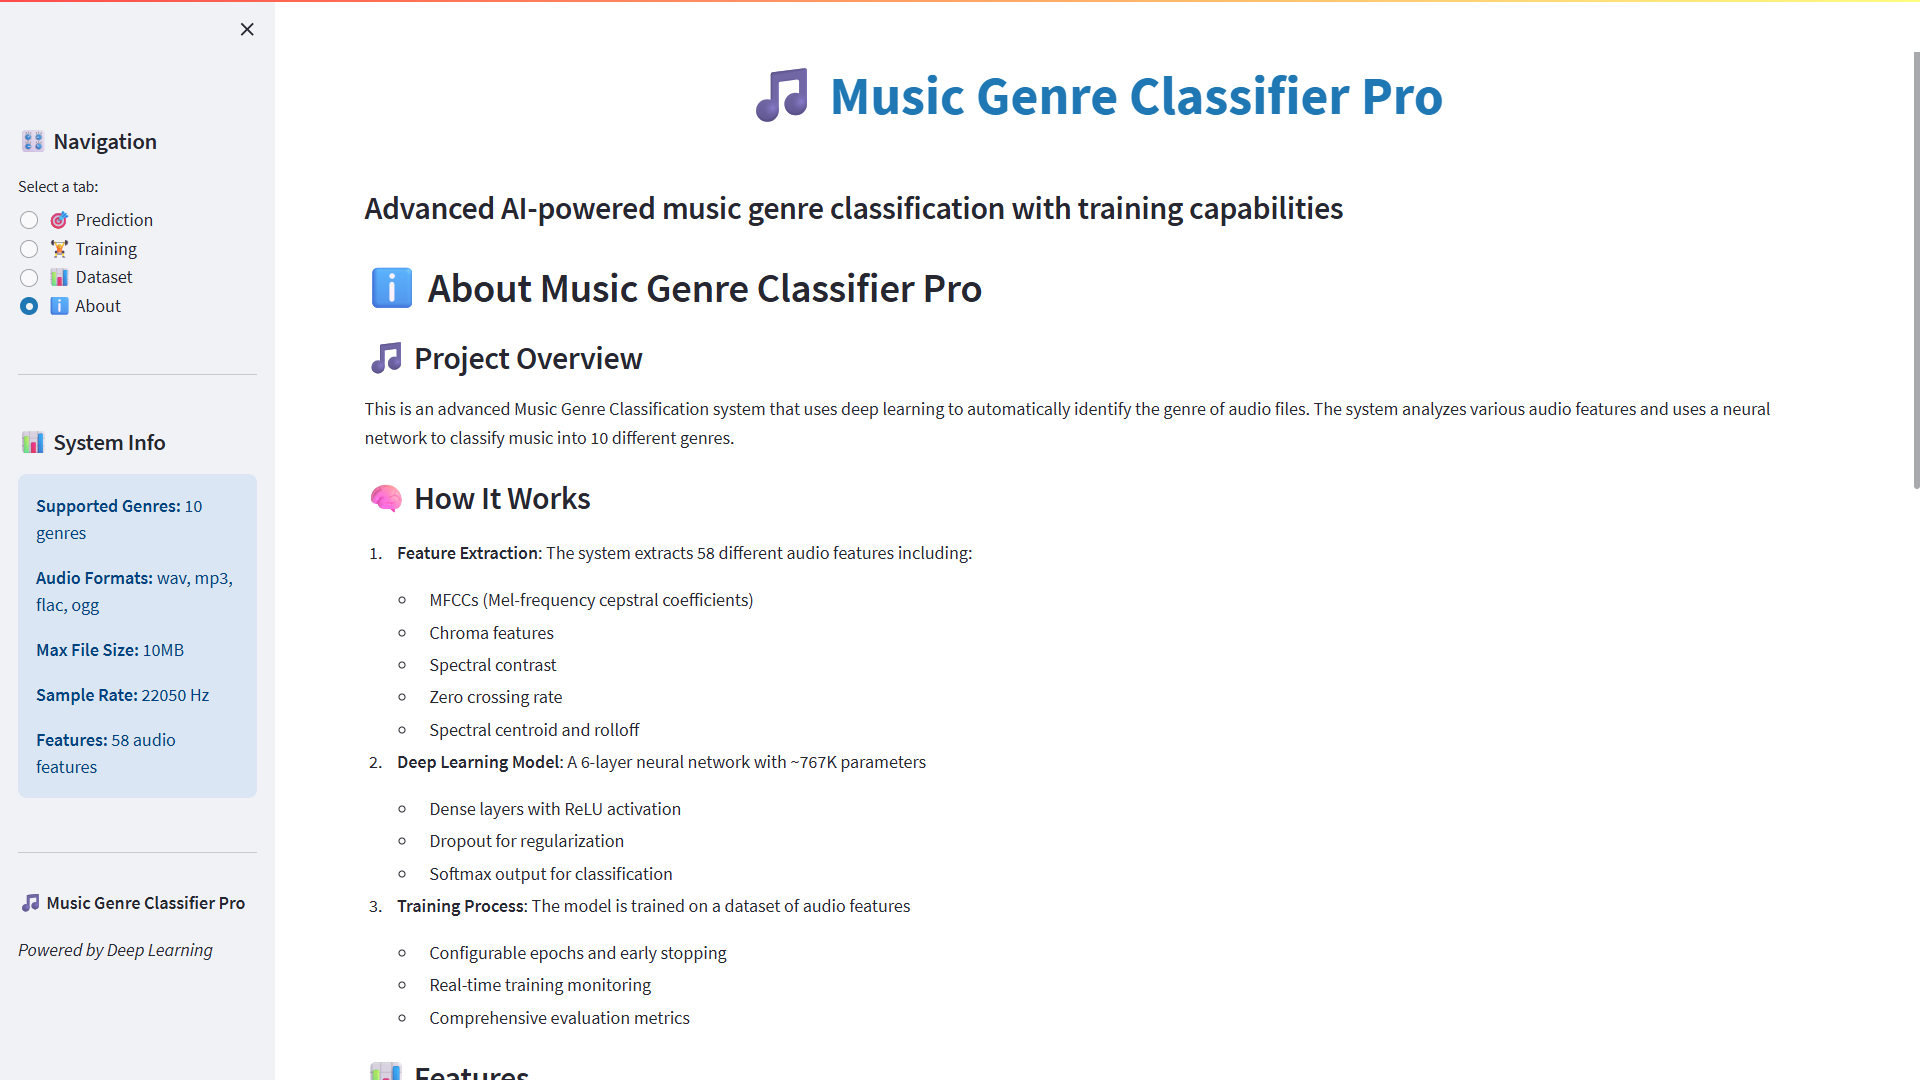 Navigation
Select a tab:
Prediction
Training
Dataset
About
System Info
Supported Genres: 10
genres
Audio Formats: wav, mp3,
flac, ogg
Max File Size: 10MB
Sample Rate: 22050 Hz
Features: 58 audio
features
Music Genre Classifier Pro
Powered by Deep Learning
Music Genre Classifier Pro
Advanced AI-powered music genre classification with training capabilities
About Music Genre Classifier Pro
Project Overview
This is an advanced Music Genre Classification system that uses deep learning to automatically identify the genre of audio files. The system analyzes various audio features and uses a neural
network to classify music into 10 different genres.
How It Works
1. Feature Extraction: The system extracts 58 different audio features including:
MFCCs (Mel-frequency cepstral coefficients)
Chroma features
Spectral contrast
Zero crossing rate
Spectral centroid and rolloff
2. Deep Learning Model: A 6-layer neural network with ~767K parameters
Dense layers with ReLU activation
Dropout for regularization
Softmax output for classification
3. Training Process: The model is trained on a dataset of audio features
Configurable epochs and early stopping
Real-time training monitoring
Comprehensive evaluation metrics
Features